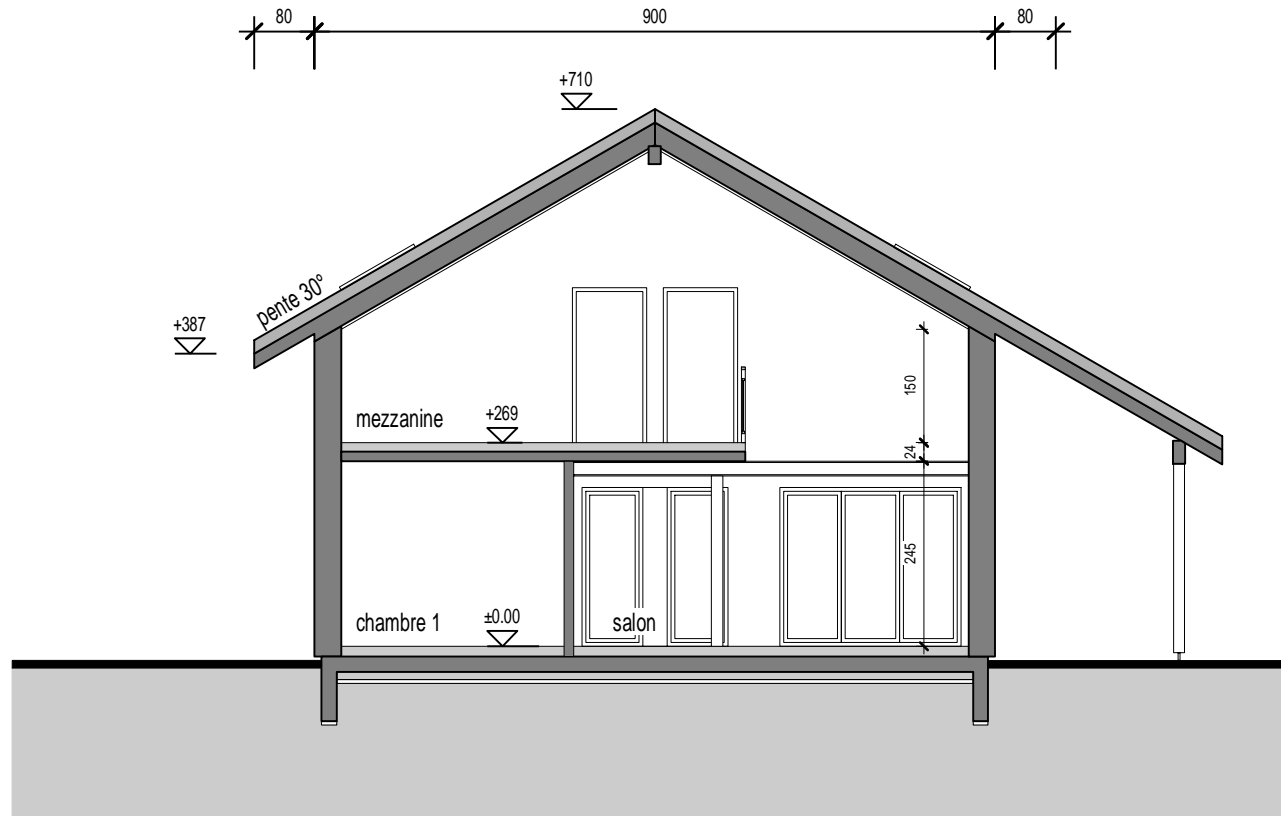 80
900
80
+710
pente 30°
+387
150
mezzanine
+269
24
245
chambre 1
±0.00
salon